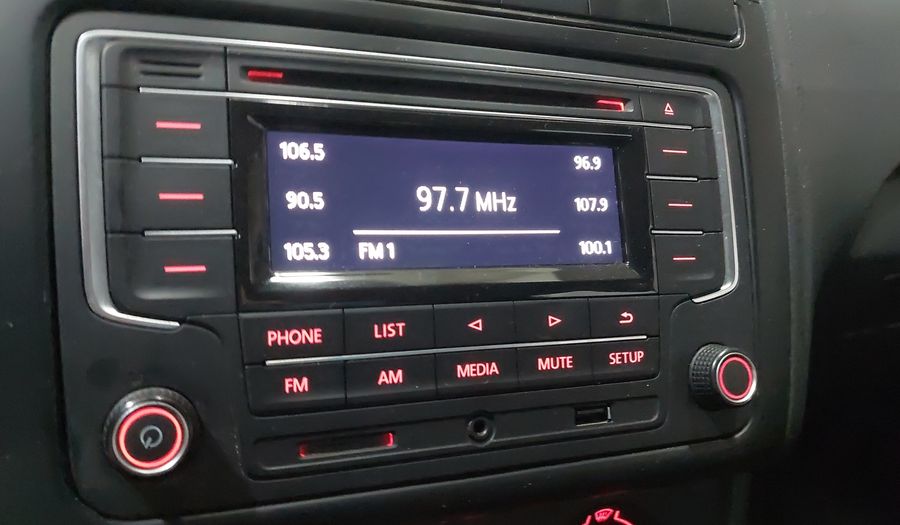 106.5
96.9
90.5
97.7 MHz
107.9
105.3
FM 1
100.1
PHONE
LIST
FM
AM
MEDIA
MUTE
SETUP